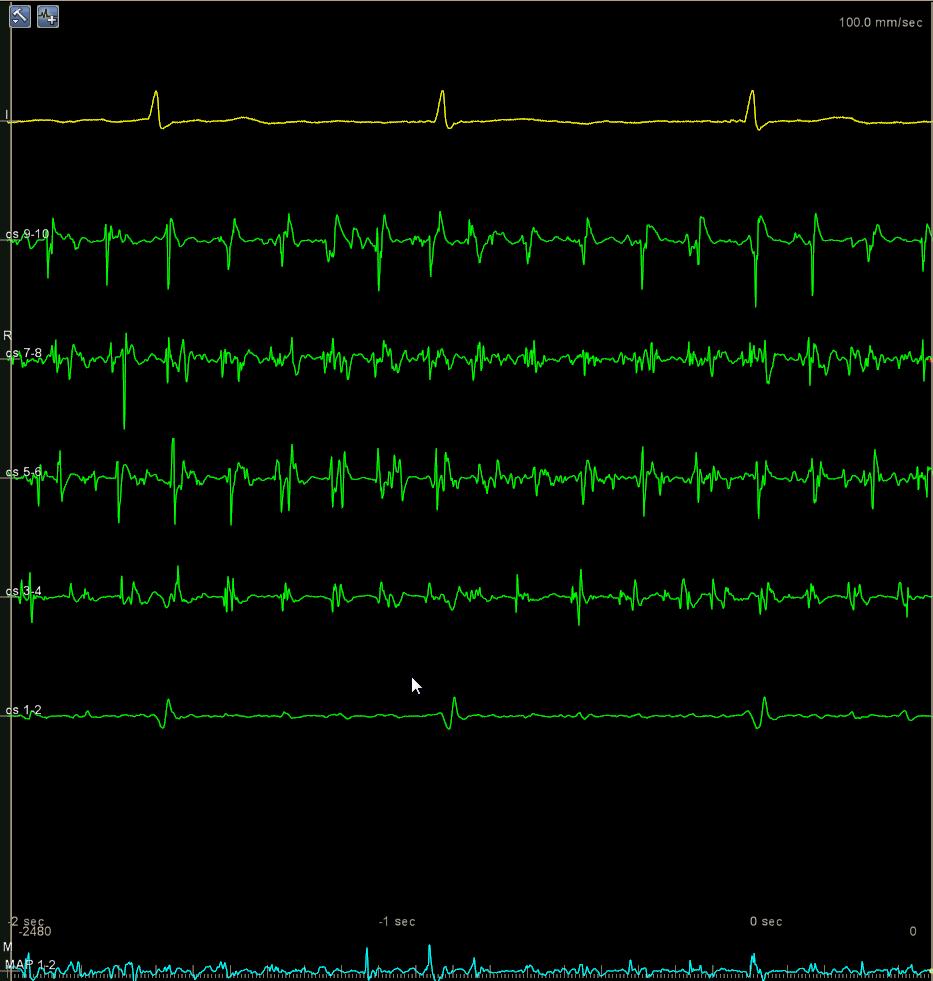 100.0 mm/sec
I
cs 9-10
R
cs 7-8
cs 5-6
cs 3-4
cs 1-2
-2 sec
-1 sec
0 sec
-2480
0
M
MAP 1-2